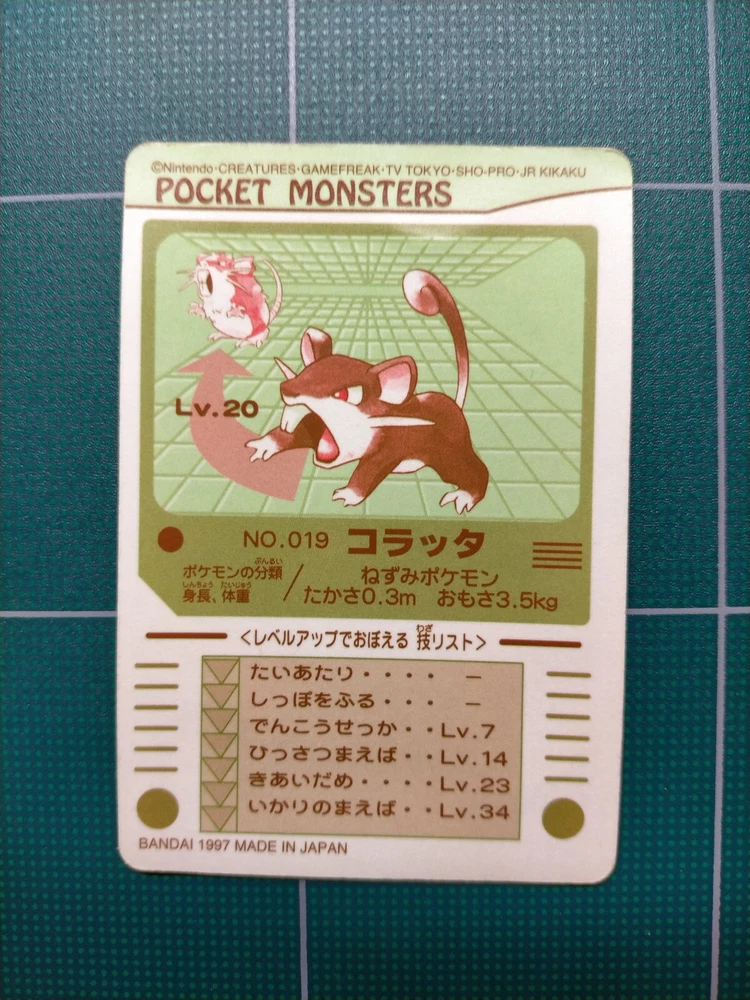 ©Nintendo·CREATURES·GAMEFREAK·TV TOKYO·SHO-PRO·JR KIKAKU
POCKET MONSTERS
Lv.20
NO.019 コラッタ
ぶんるい
ポケモンの分類
しんちょう たいじゅう
身長、体重
ねずみポケモン
たかさ0.3m おもさ3.5kg
わざ
<レベルアップでおぼえる 技リスト>
たいあたり・・・・ −
しっぽをふる・・・ −
でんこうせっか・・Lv.7
ひっさつまえば・・Lv.14
きあいだめ・・・・Lv.23
いかりのまえば・・Lv.34
BANDAI 1997 MADE IN JAPAN